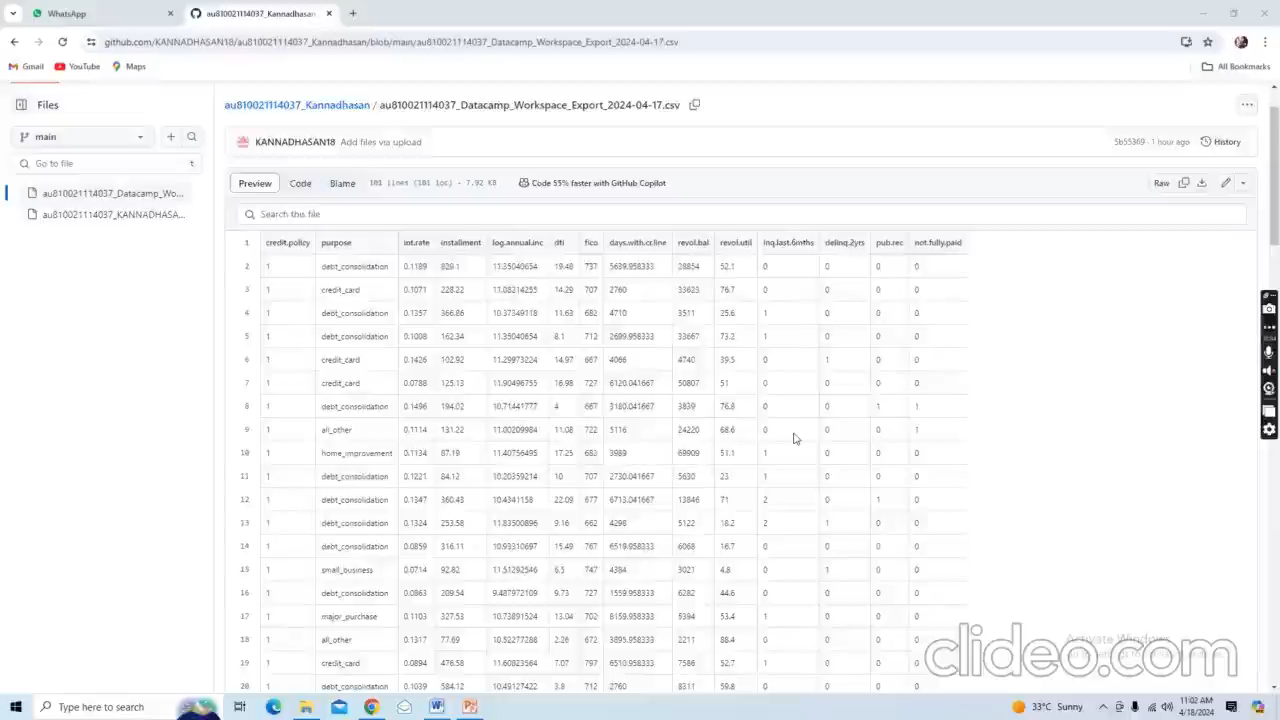 WhatsApp
au810021114037_Kannadhasan
github.com/KANNADHASAN18/au810021114037_Kannadhasan/blob/main/au810021114037_Datacamp_Workspace_Export_2024-04-17.csv
Gmail YouTube Maps All Bookmarks
Files
au810021114037_Kannadhasan / au810021114037_Datacamp_Workspace_Export_2024-04-17.csv
main
KANNADHASAN18 Add files via upload 5b55369 · 1 hour ago History
Go to file t
Preview Code Blame 101 lines (101 loc) · 7.92 KB Code 55% faster with GitHub Copilot Raw
au810021114037_Datacamp_Wo...
au810021114037_KANNADHASA...
Search this file
1 credit.policy purpose int.rate installment log.annual.inc dti fico days.with.cr.line revol.bal revol.util inq.last.6mths delinq.2yrs pub.rec not.fully.paid
2 1 debt_consolidation 0.1189 829.1 11.35040654 19.48 737 5639.958333 28854 52.1 0 0 0 0
3 1 credit_card 0.1071 228.22 11.08214255 14.29 707 2760 33623 76.7 0 0 0 0
4 1 debt_consolidation 0.1357 366.86 10.37349118 11.63 682 4710 3511 25.6 1 0 0 0
5 1 debt_consolidation 0.1008 162.34 11.35040654 8.1 712 2699.958333 33667 73.2 1 0 0 0
6 1 credit_card 0.1426 102.92 11.29973224 14.97 667 4066 4740 39.5 0 1 0 0
7 1 credit_card 0.0788 125.13 11.90496755 16.98 727 6120.041667 50807 51 0 0 0 0
8 1 debt_consolidation 0.1496 194.02 10.71441777 4 667 3180.041667 3839 76.8 0 0 1 1
9 1 all_other 0.1114 131.22 11.00209984 11.08 722 5116 24220 68.6 0 0 0 1
10 1 home_improvement 0.1134 87.19 11.40756495 17.25 682 3989 69909 51.1 1 0 0 0
11 1 debt_consolidation 0.1221 84.12 10.20359214 10 707 2730.041667 5630 23 1 0 0 0
12 1 debt_consolidation 0.1347 360.43 10.4341158 22.09 677 6713.041667 13846 71 2 0 1 0
13 1 debt_consolidation 0.1324 253.58 11.83500896 9.16 662 4298 5122 18.2 2 1 0 0
14 1 debt_consolidation 0.0859 316.11 10.93310697 15.49 767 6519.958333 6068 16.7 0 0 0 0
15 1 small_business 0.0714 92.82 11.51292546 6.5 747 4384 3021 4.8 0 1 0 0
16 1 debt_consolidation 0.0863 209.54 9.487972109 9.73 727 1559.958333 6282 44.6 0 0 0 0
17 1 major_purchase 0.1103 327.53 10.73891524 13.04 702 8159.958333 5394 53.4 1 0 0 0
18 1 all_other 0.1317 77.69 10.52277288 2.26 672 3895.958333 2211 88.4 0 0 0 0
19 1 credit_card 0.0894 476.58 11.60823564 7.07 797 6510.958333 7586 52.7 1 0 0 0
20 1 debt_consolidation 0.1039 584.12 10.49127422 3.8 712 2760 8311 59.8 0 0 0 0
Activate Windows
clideo.com
Type here to search
33°C Sunny
11:02 AM
4/18/2024